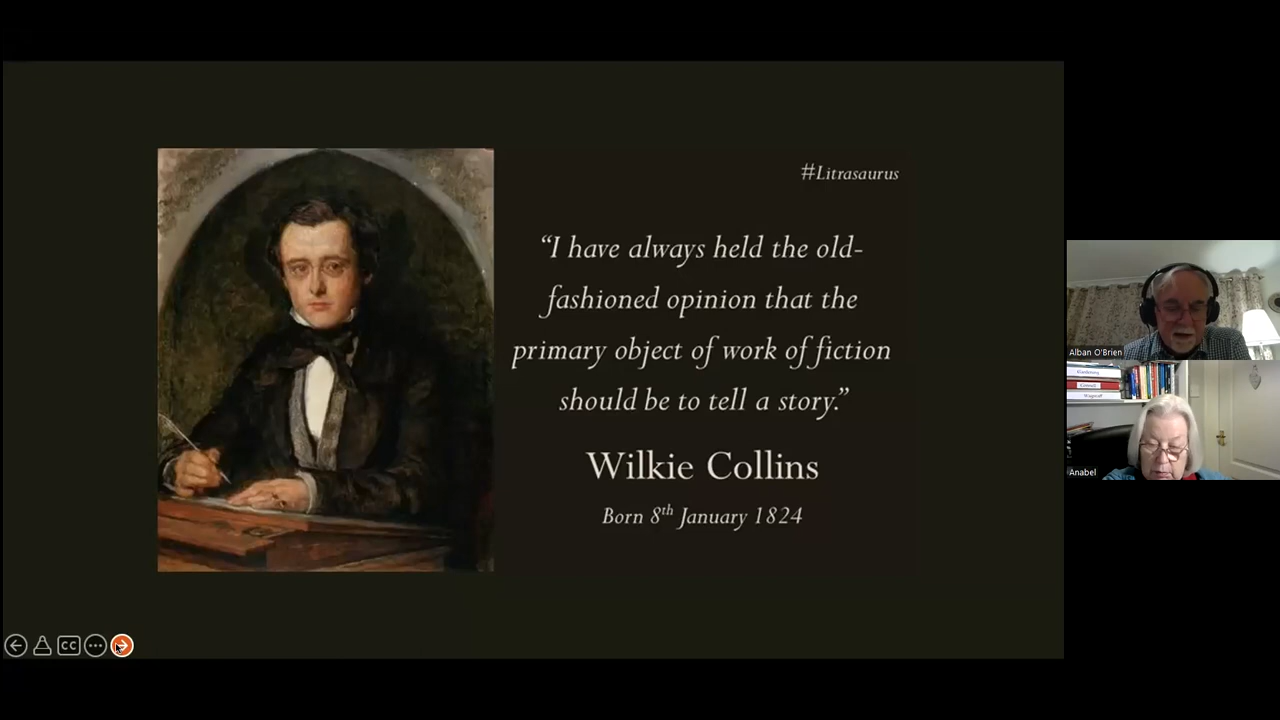 #Litrasaurus
“I have always held the old-
fashioned opinion that the
primary object of work of fiction
should be to tell a story.”
Wilkie Collins
Born 8th January 1824
CC
Alban O'Brien
Anabel